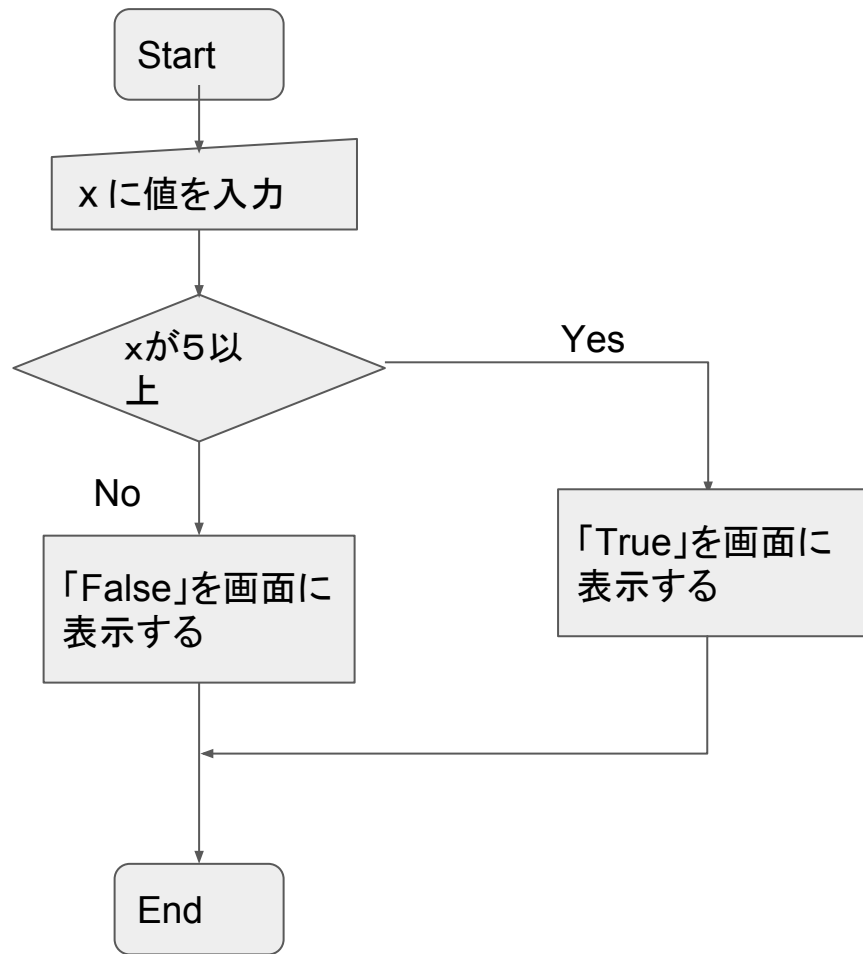 Start
x に値を入力
xが５以
上
Yes
No
「True」を画面に
表示する
「False」を画面に
表示する
End